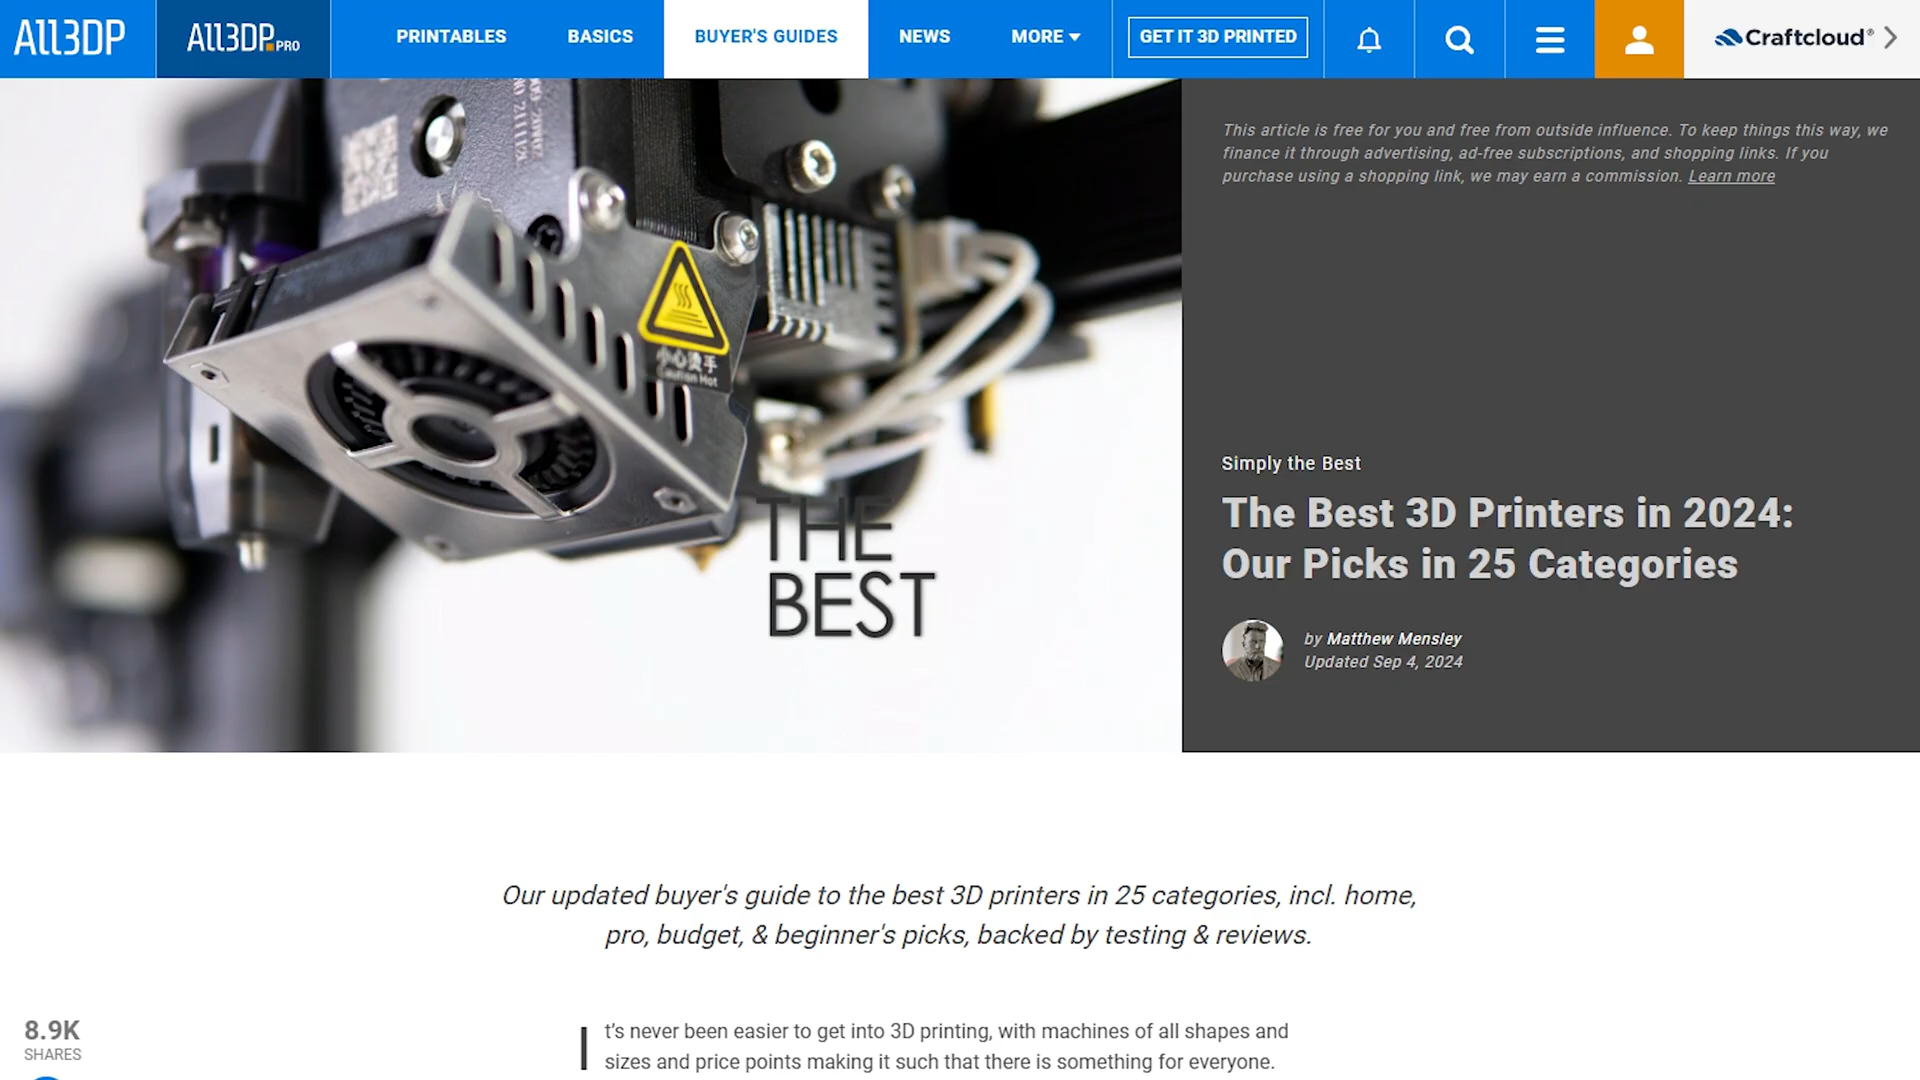 All3DP
All3DP.PRO
PRINTABLES
BASICS
BUYER'S GUIDES
NEWS
MORE
GET IT 3D PRINTED
Craftcloud®
This article is free for you and free from outside influence. To keep things this way, we
finance it through advertising, ad-free subscriptions, and shopping links. If you
purchase using a shopping link, we may earn a commission. Learn more
小心烫手
Caution Hot
THE
BEST
Simply the Best
The Best 3D Printers in 2024:
Our Picks in 25 Categories
by Matthew Mensley
Updated Sep 4, 2024
Our updated buyer's guide to the best 3D printers in 25 categories, incl. home,
pro, budget, & beginner's picks, backed by testing & reviews.
8.9K
SHARES
It's never been easier to get into 3D printing, with machines of all shapes and
sizes and price points making it such that there is something for everyone.